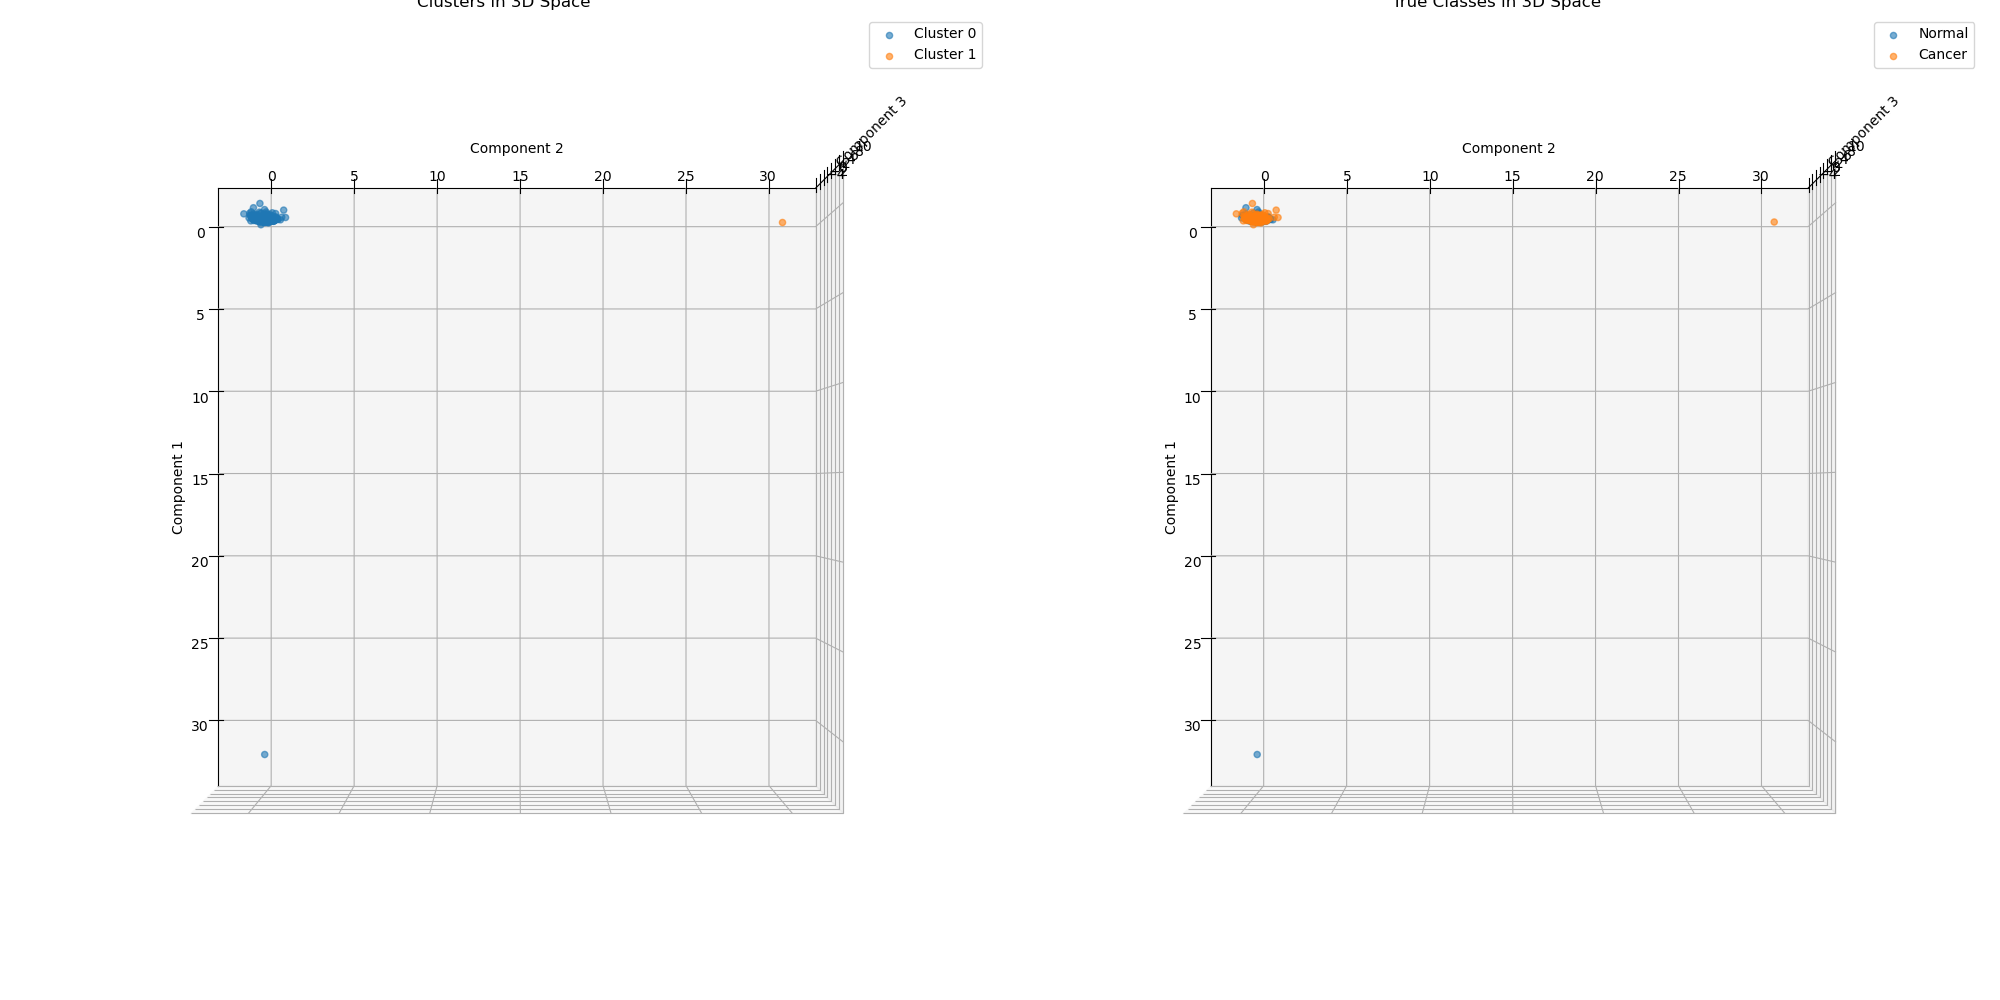 Clusters in 3D Space
Cluster 0
Cluster 1
Component 3
Component 2
0 5 10 15 20 25 30
0
5
10
15
20
25
30
Component 1
True Classes in 3D Space
Normal
Cancer
Component 3
Component 2
0 5 10 15 20 25 30
0
5
10
15
20
25
30
Component 1